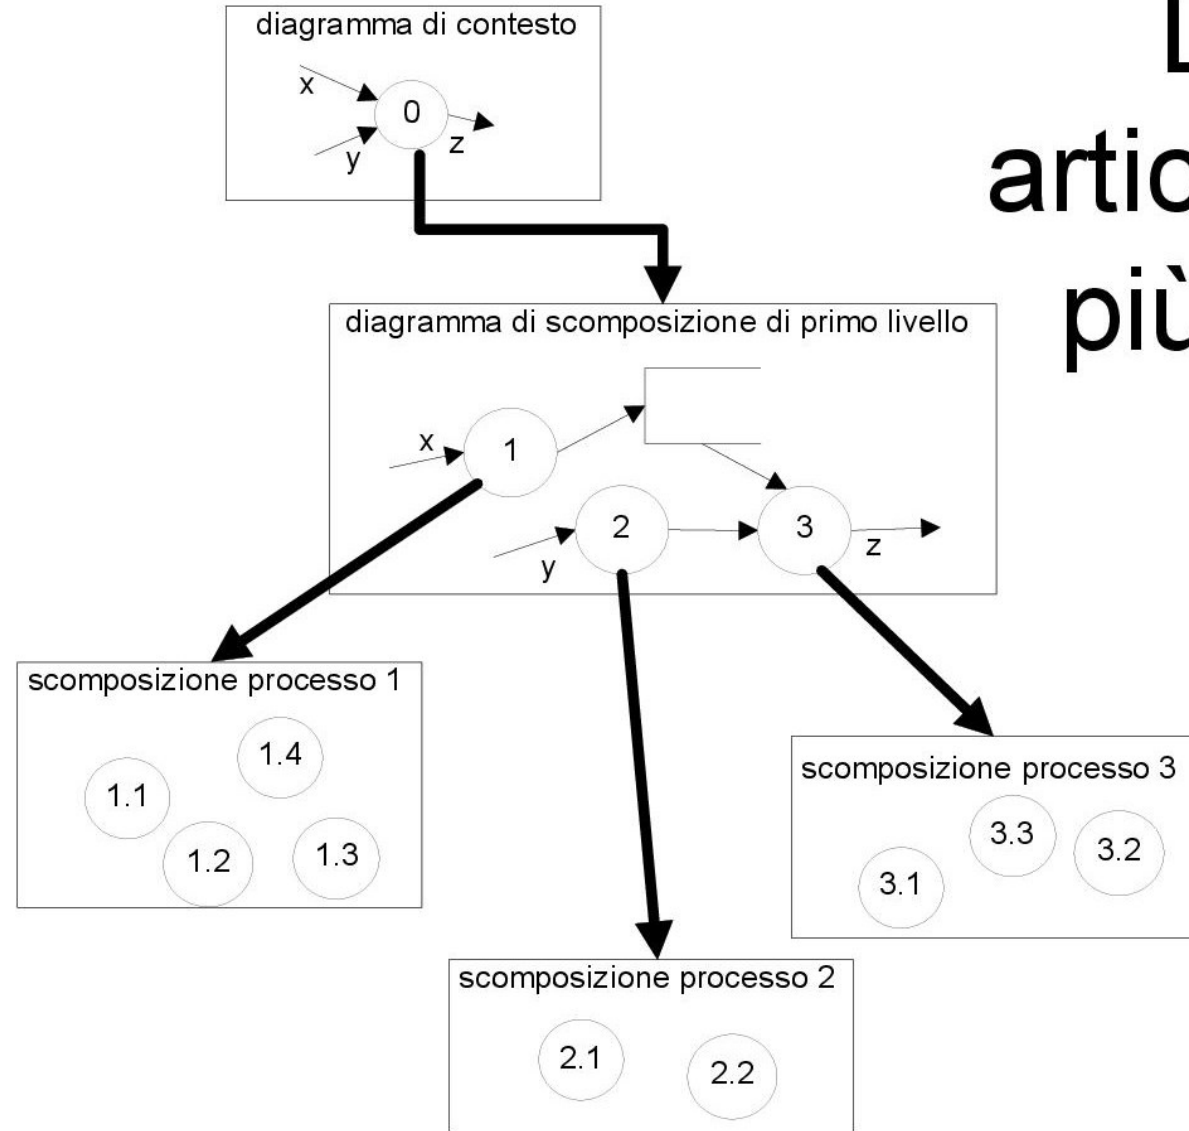 diagramma di contesto
x
0
y
z
artic
più
diagramma di scomposizione di primo livello
x
1
2
3
y
z
scomposizione processo 1
1.4
1.1
1.2
1.3
scomposizione processo 3
3.3
3.2
3.1
scomposizione processo 2
2.1
2.2